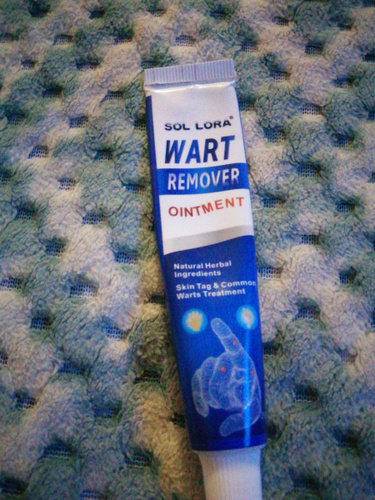 SOL LORA®
WART
REMOVER
OINTMENT
Natural Herbal
Ingredients
Skin Tag & Common
Warts Treatment